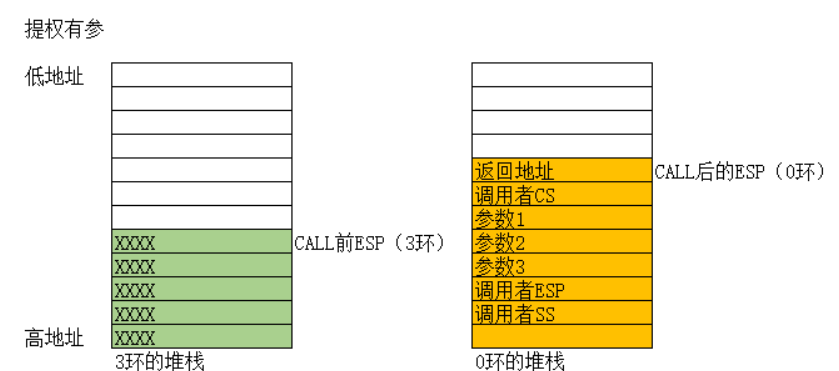 提权有参
低地址
返回地址
CALL后的ESP（0环）
调用者CS
参数1
XXXX
CALL前ESP（3环）
参数2
XXXX
参数3
XXXX
调用者ESP
XXXX
调用者SS
高地址
XXXX
3环的堆栈
0环的堆栈